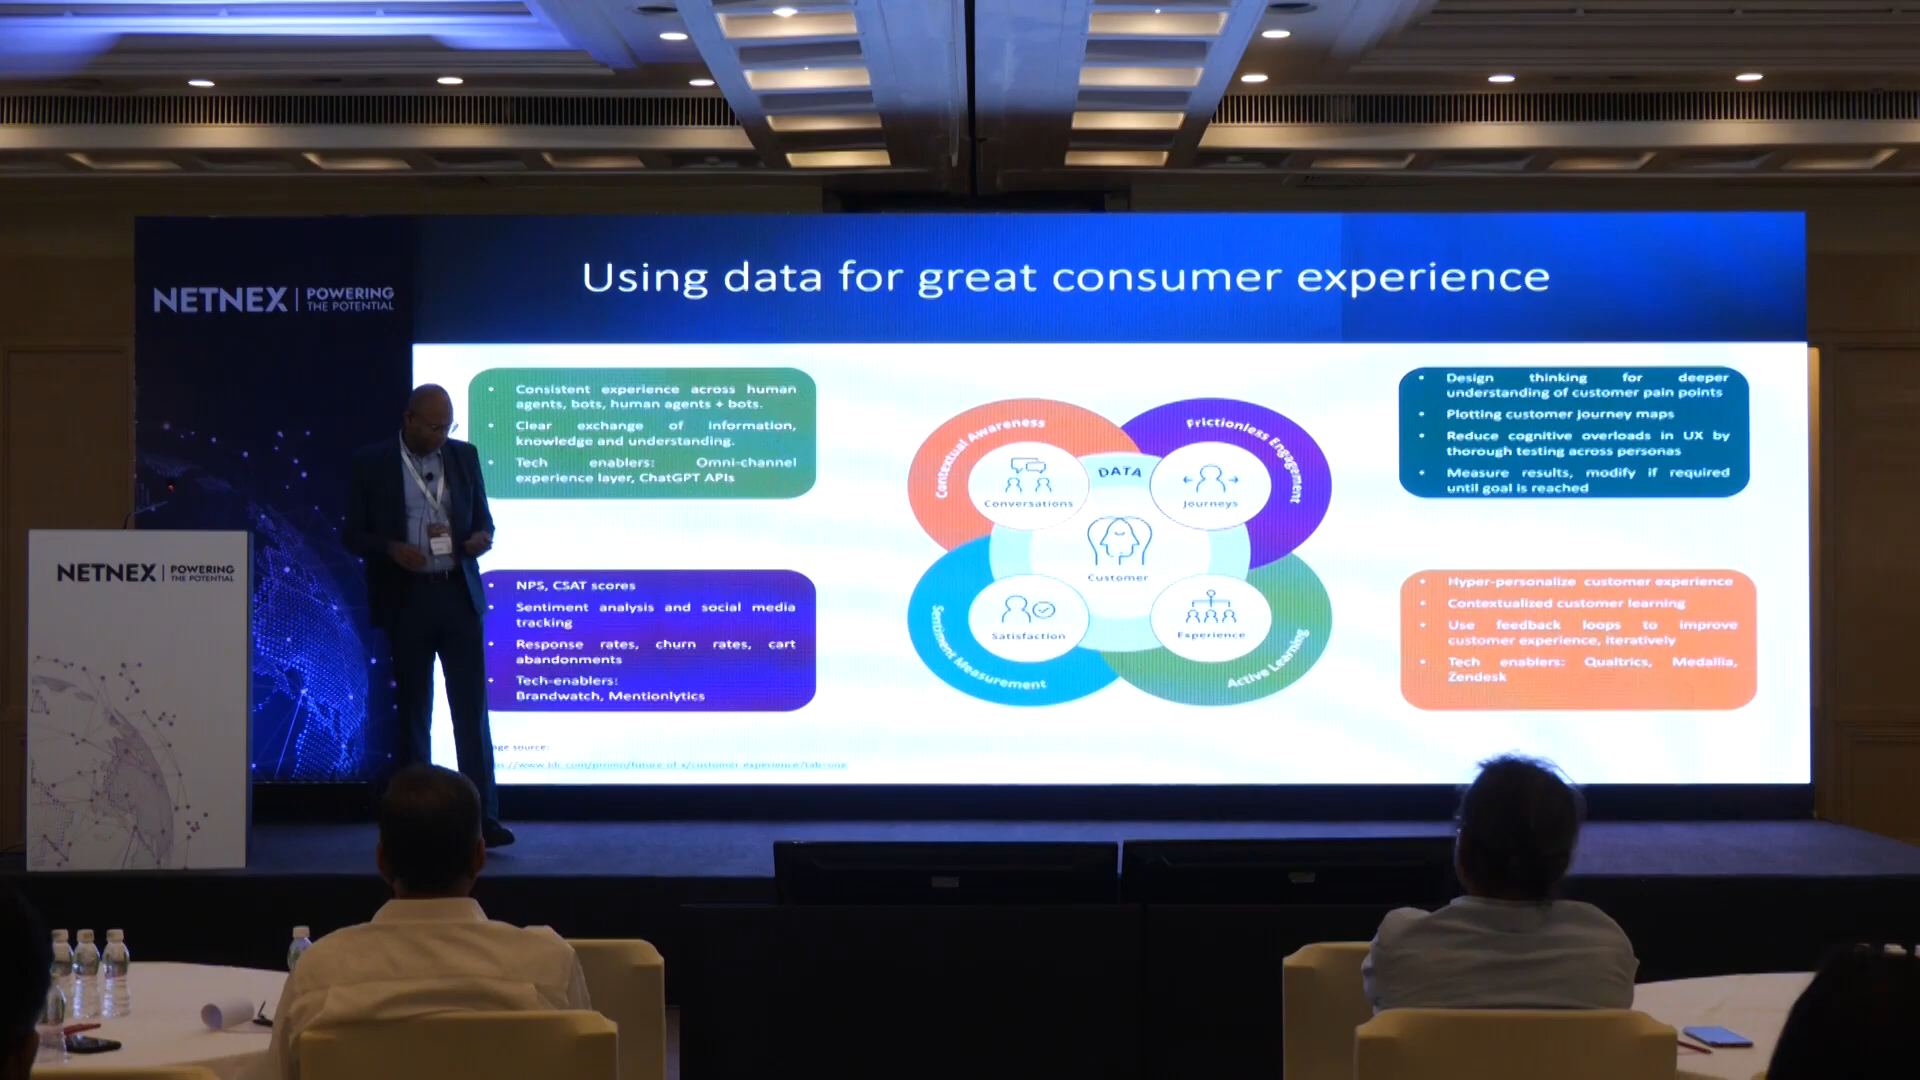 Using data for great consumer experience
NETNEX | POWERING
THE POTENTIAL
• Consistent experience across human
agents, bots, human agents + bots.
• Clear exchange of information,
knowledge and understanding.
• Tech enablers: Omni-channel
experience layer, ChatGPT APIs
Contextual Awareness
Conversations
DATA
Frictionless Engagement
Journeys
Customer
Sentiment Measurement
Satisfaction
Active Learning
Experience
• Design thinking for deeper
understanding of customer pain points
• Plotting customer journey maps
• Reduce cognitive overloads in UX by
thorough testing across personas
• Measure results, modify if required
until goal is reached
• NPS, CSAT scores
• Sentiment analysis and social media
tracking
• Response rates, churn rates, cart
abandonments
• Tech-enablers:
Brandwatch, Mentionlytics
• Hyper-personalize customer experience
• Contextualized customer learning
• Use feedback loops to improve
customer experience, iteratively
• Tech enablers: Qualtrics, Medallia,
Zendesk
source:
NETNEX | POWERING
THE POTENTIAL